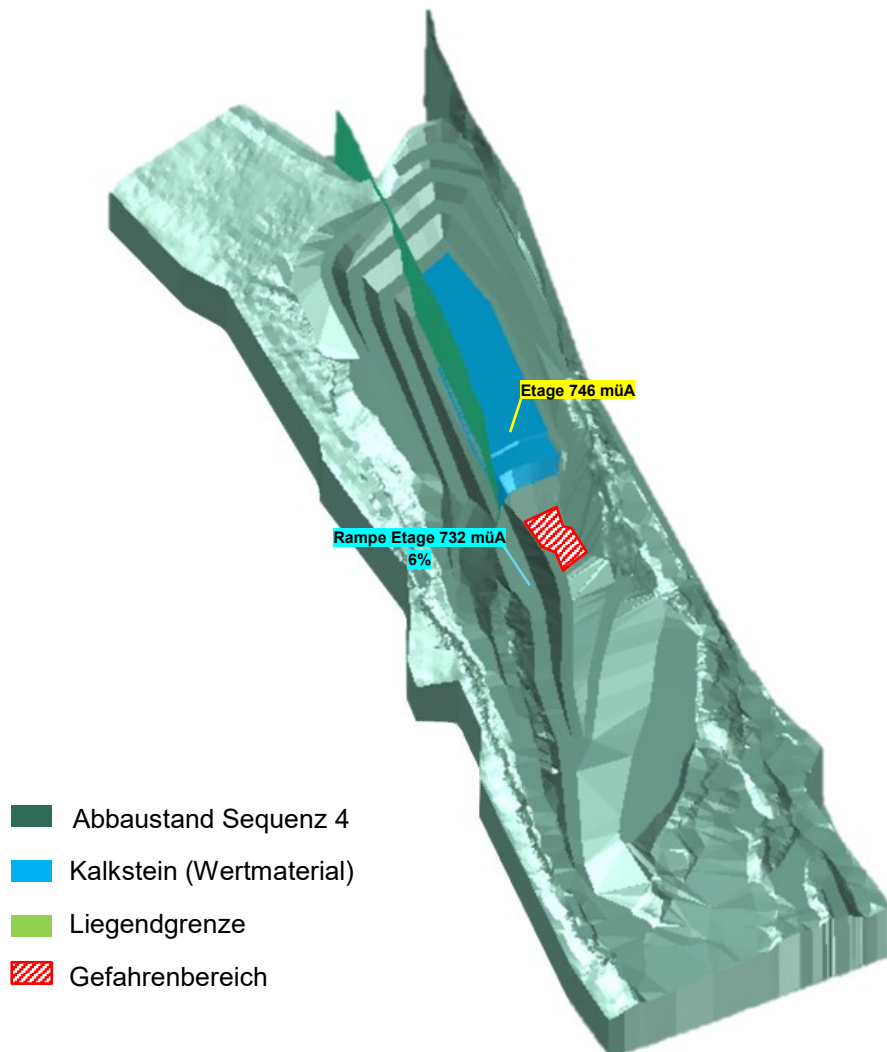 Etage 746 müA
Rampe Etage 732 müA
6%
Abbaustand Sequenz 4
Kalkstein (Wertmaterial)
Liegendgrenze
Gefahrenbereich